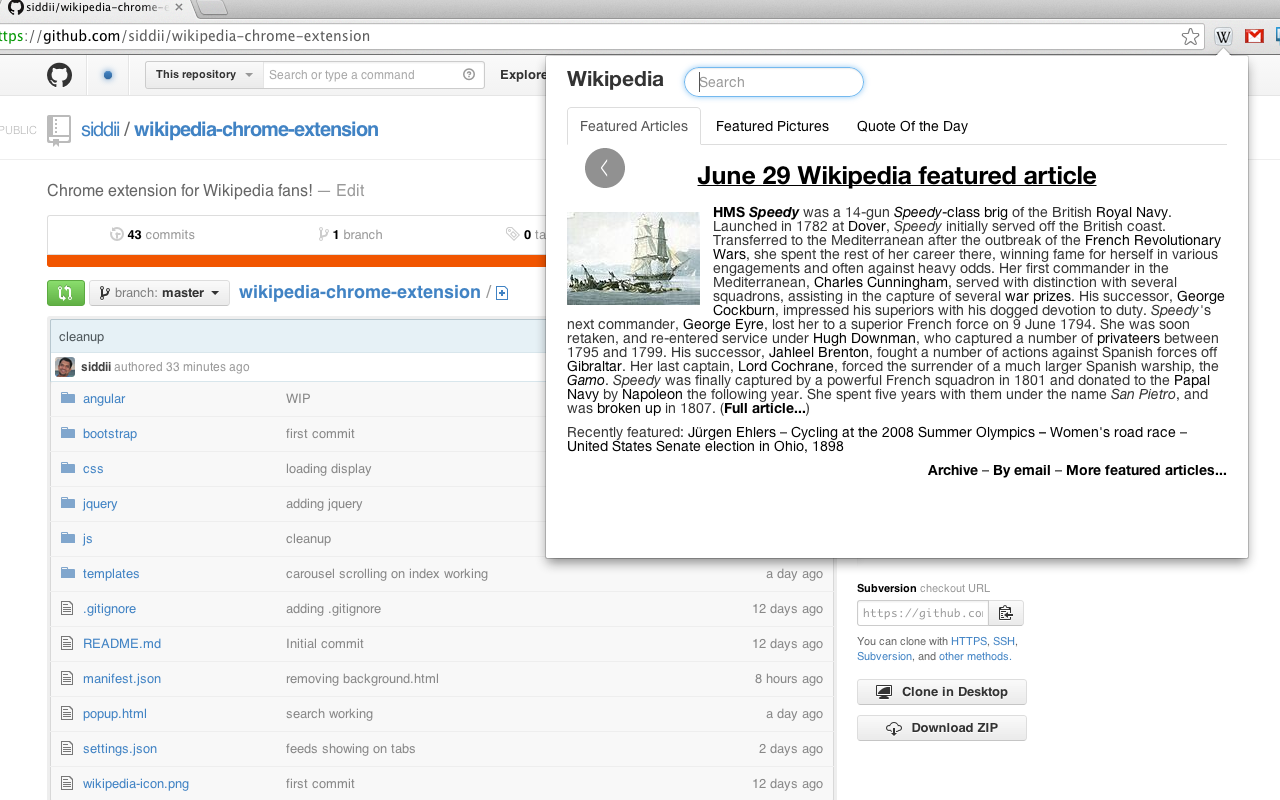 siddii/wikipedia-chrome-e
ttps://github.com/siddii/wikipedia-chrome-extension
W
This repository
Search or type a command
Explore
PUBLIC
siddii / wikipedia-chrome-extension
Chrome extension for Wikipedia fans! — Edit
43 commits
1 branch
0 ta
branch: master
wikipedia-chrome-extension /
cleanup
siddii authored 33 minutes ago
angular WIP
bootstrap first commit
css loading display
jquery adding jquery
js cleanup
templates carousel scrolling on index working a day ago
.gitignore adding .gitignore 12 days ago
README.md Initial commit 12 days ago
manifest.json removing background.html 8 hours ago
popup.html search working a day ago
settings.json feeds showing on tabs 2 days ago
wikipedia-icon.png first commit 12 days ago
Wikipedia
Search
Featured Articles
Featured Pictures
Quote Of the Day
June 29 Wikipedia featured article
HMS Speedy was a 14-gun Speedy-class brig of the British Royal Navy.
Launched in 1782 at Dover, Speedy initially served off the British coast.
Transferred to the Mediterranean after the outbreak of the French Revolutionary
Wars, she spent the rest of her career there, winning fame for herself in various
engagements and often against heavy odds. Her first commander in the
Mediterranean, Charles Cunningham, served with distinction with several
squadrons, assisting in the capture of several war prizes. His successor, George
Cockburn, impressed his superiors with his dogged devotion to duty. Speedy's
next commander, George Eyre, lost her to a superior French force on 9 June 1794. She was soon
retaken, and re-entered service under Hugh Downman, who captured a number of privateers between
1795 and 1799. His successor, Jahleel Brenton, fought a number of actions against Spanish forces off
Gibraltar. Her last captain, Lord Cochrane, forced the surrender of a much larger Spanish warship, the
Gamo. Speedy was finally captured by a powerful French squadron in 1801 and donated to the Papal
Navy by Napoleon the following year. She spent five years with them under the name San Pietro, and
was broken up in 1807. (Full article...)
Recently featured: Jürgen Ehlers – Cycling at the 2008 Summer Olympics – Women's road race –
United States Senate election in Ohio, 1898
Archive – By email – More featured articles...
Subversion checkout URL
https://github.co
You can clone with HTTPS, SSH,
Subversion, and other methods.
Clone in Desktop
Download ZIP